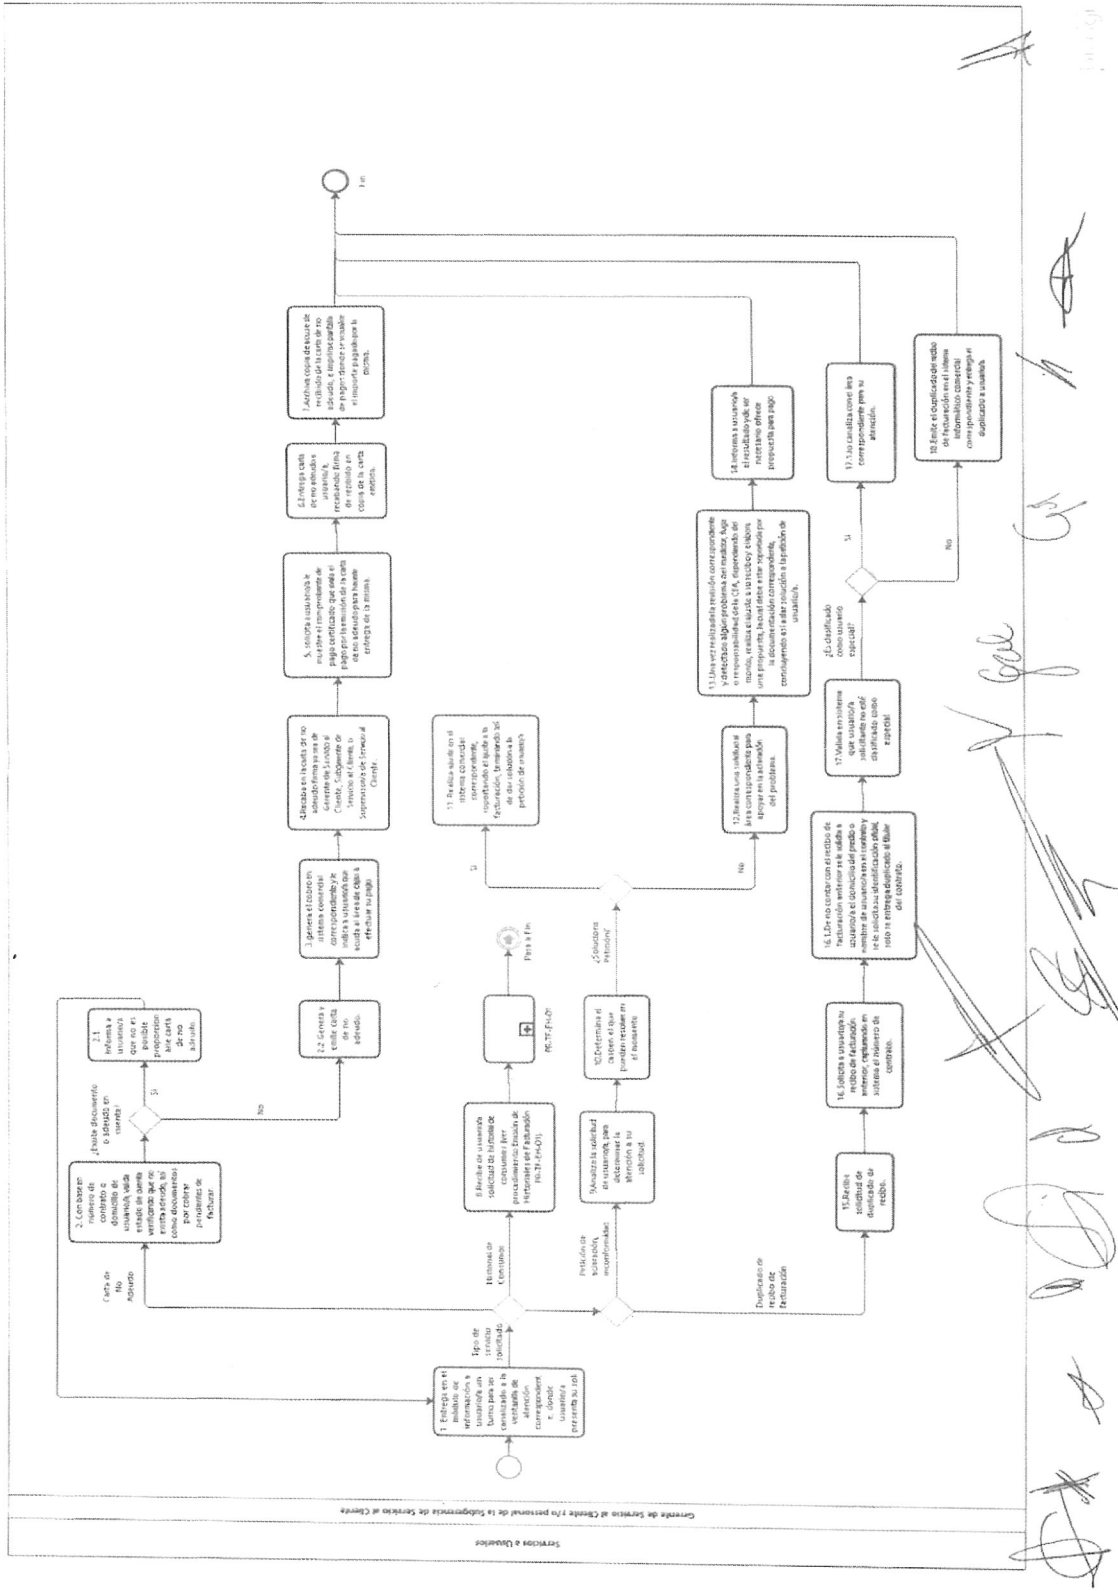 Servicios a Usuarios
Gerente de Servicio al Cliente y/o personal de la Subgerencia de Servicio al Cliente
1 Entrega en el
módulo de
información a
usuario/a un
turno para ser
canalizado a la
ventanilla de
atención
correspondient
e, donde
usuario/a
presenta su soli
Tipo de
servicio
solicitado
Carta de
No
Adeudo
2. Con base en
número de
contrato o
domicilio de
usuario/a, valida
estado de cuenta
verificando que no
exista adeudo, así
como documentos
por cobrar
pendientes de
facturar
¿Existe documento
o adeudo en
cuenta?
Si
2.1
Informa a
usuario/a
que no es
posible
proporcion
arle carta
de no
adeudo
No
2.2 Genera y
emite carta
de no
adeudo.
3.genera el cobro en
sistema comercial
correspondiente y le
indica a usuario/a que
acuda al área de cajas a
efectuar su pago
4.Recaba en la carta de no
adeudo firma ya sea de
Gerente de Servicio al
Cliente, Subgerente de
Servicio al Cliente, o
Supervisor/a de Servicio al
Cliente.
5. solicita a usuario/a le
muestre el comprobante de
pago certificado que avala el
pago por la emisión de la carta
de no adeudo para hacerle
entrega de la misma.
6.Entrega carta
de no adeudo a
usuario/a,
recabando firma
de recibido en
copia de la carta
emitida.
7.Archiva copia de acuse de
recibido de la carta de no
adeudo, e imprime pantalla
de pagos donde se visualice
el importe pagado por la
misma.
Fin
Historial de
Consumos
8.Recibe de usuario/a
solicitud de historial de
consumos (ver
procedimiento Emisión de
Historiales de Facturación
PG-TF-EH-01)
PG-TF-EH-01
Pasa a Fin
Petición de
aclaración,
inconformidad
9.Analiza la solicitud
de usuario/a, para
determinar la
atención a su
solicitud.
10.Determina si
casos en el que
pueden resolver en
el momento
¿Soluciona
Petición?
Si
11. Realiza ajuste en el
sistema comercial
correspondiente,
soportando el ajuste a la
facturación, terminando así
de dar solución a la
petición de usuario/a
No
12.Realiza una solicitud al
área correspondiente para
apoyar en la aclaración
del problema.
13.Una vez realizada la revisión correspondiente
y detectado algún problema del medidor, fuga
o responsabilidad de la CEA, dependiendo del
monto, realiza el ajuste a su recibo y elabora
una propuesta, la cual debe estar soportada por
la documentación correspondiente,
concluyendo así a dar solución a la petición de
usuario/a.
14.Informa a usuario/a
el resultado y de ser
necesario ofrece
propuesta para pago
Duplicado de
recibo de
facturación
15.Recibe
solicitud de
duplicado de
recibo.
16.Solicita a usuario/a su
recibo de facturación
anterior, capturando en
sistema el número de
contrato.
16.1.De no contar con el recibo de
facturación anterior se le solicita a
usuario/a el domicilio del predio o
nombre de usuario/a en el contrato y
se le solicita su identificación oficial,
solo se entrega duplicado al titular
del contrato.
17.Valida en sistema
que usuario/a
solicitante no esté
clasificado como
especial
¿Es clasificado
como usuario
especial?
Si
17.1.lo canaliza con el área
correspondiente para su
atención.
No
18.Emite el duplicado del recibo
de facturación en el sistema
informático comercial
correspondiente y entrega el
duplicado a usuario/a